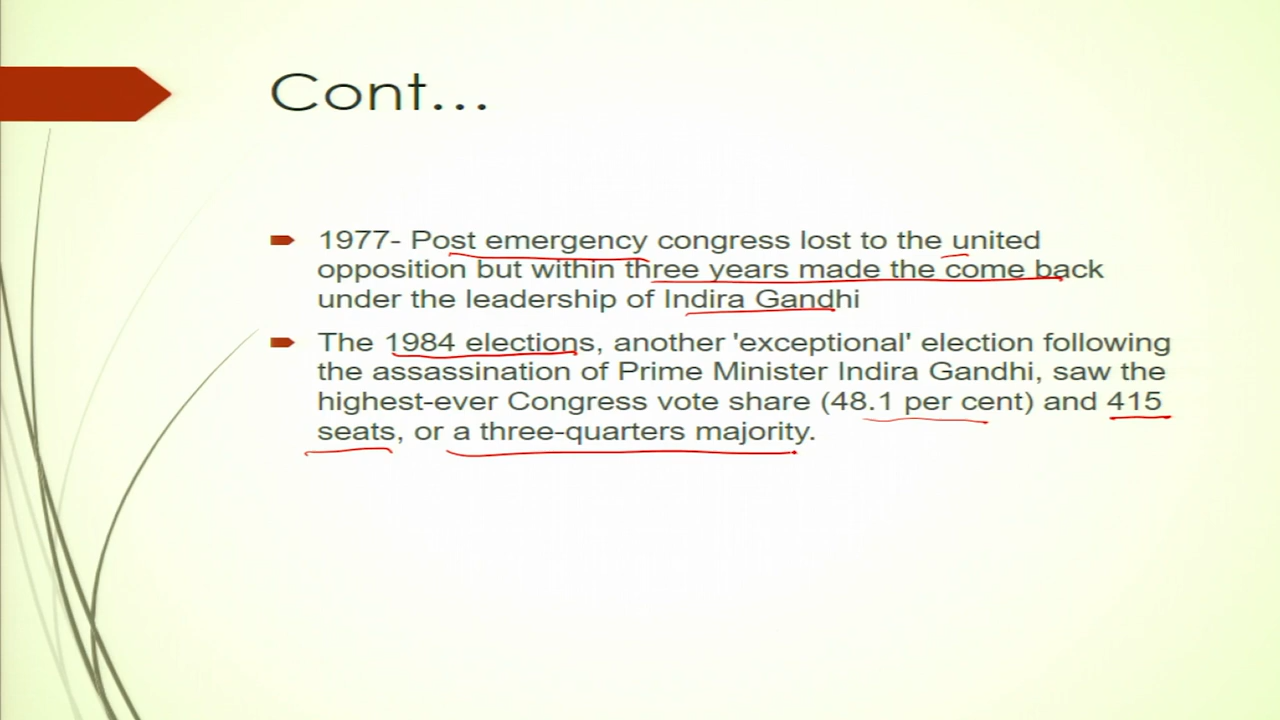 Cont...
1977- Post emergency congress lost to the united
opposition but within three years made the come back
under the leadership of Indira Gandhi
The 1984 elections, another 'exceptional' election following
the assassination of Prime Minister Indira Gandhi, saw the
highest-ever Congress vote share (48.1 per cent) and 415
seats, or a three-quarters majority.